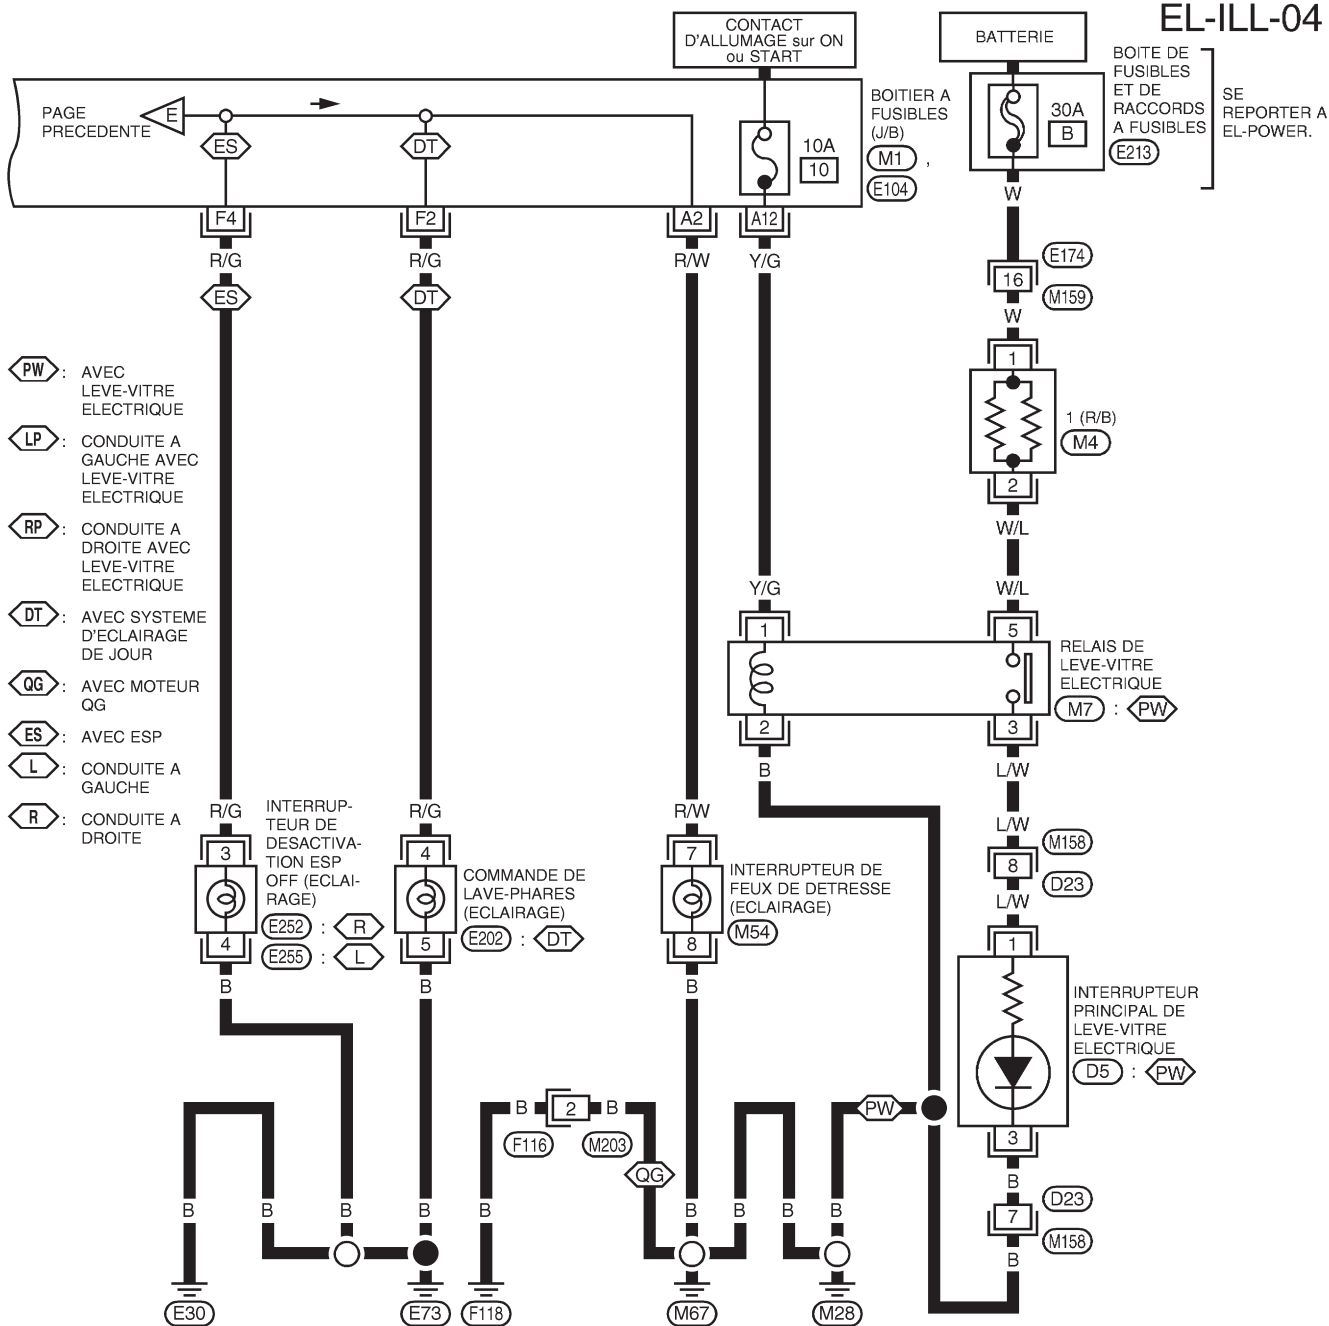 EL-ILL-04
CONTACT
D'ALLUMAGE sur ON
ou START
BATTERIE
BOITE DE
FUSIBLES
ET DE
RACCORDS
A FUSIBLES
E213
SE
REPORTER A
EL-POWER.
PAGE
PRECEDENTE
E
ES
DT
10A
10
BOITIER A
FUSIBLES
(J/B)
M1 ,
E104
30A
B
W
F4
F2
A2
A12
R/G
R/G
R/W
Y/G
ES
DT
E174
16
M159
W
1
1 (R/B)
M4
2
W/L
W/L
PW : AVEC
LEVE-VITRE
ELECTRIQUE
LP : CONDUITE A
GAUCHE AVEC
LEVE-VITRE
ELECTRIQUE
RP : CONDUITE A
DROITE AVEC
LEVE-VITRE
ELECTRIQUE
DT : AVEC SYSTEME
D'ECLAIRAGE
DE JOUR
QG : AVEC MOTEUR
QG
ES : AVEC ESP
L : CONDUITE A
GAUCHE
R : CONDUITE A
DROITE
Y/G
1
5
RELAIS DE
LEVE-VITRE
ELECTRIQUE
M7 : PW
2
3
B
L/W
L/W
M158
8
D23
L/W
1
R/G
R/G
R/W
3
4
7
INTERRUP-
TEUR DE
DESACTIVA-
TION ESP
OFF (ECLAI-
RAGE)
E252 : R
E255 : L
COMMANDE DE
LAVE-PHARES
(ECLAIRAGE)
E202 : DT
INTERRUPTEUR DE
FEUX DE DETRESSE
(ECLAIRAGE)
M54
4
5
8
B
B
B
INTERRUPTEUR
PRINCIPAL DE
LEVE-VITRE
ELECTRIQUE
D5 : PW
3
B
D23
7
M158
B
B
2
B
F116
M203
QG
PW
B
B
B
B
B
B
B
B
B
E30
E73
F118
M67
M28